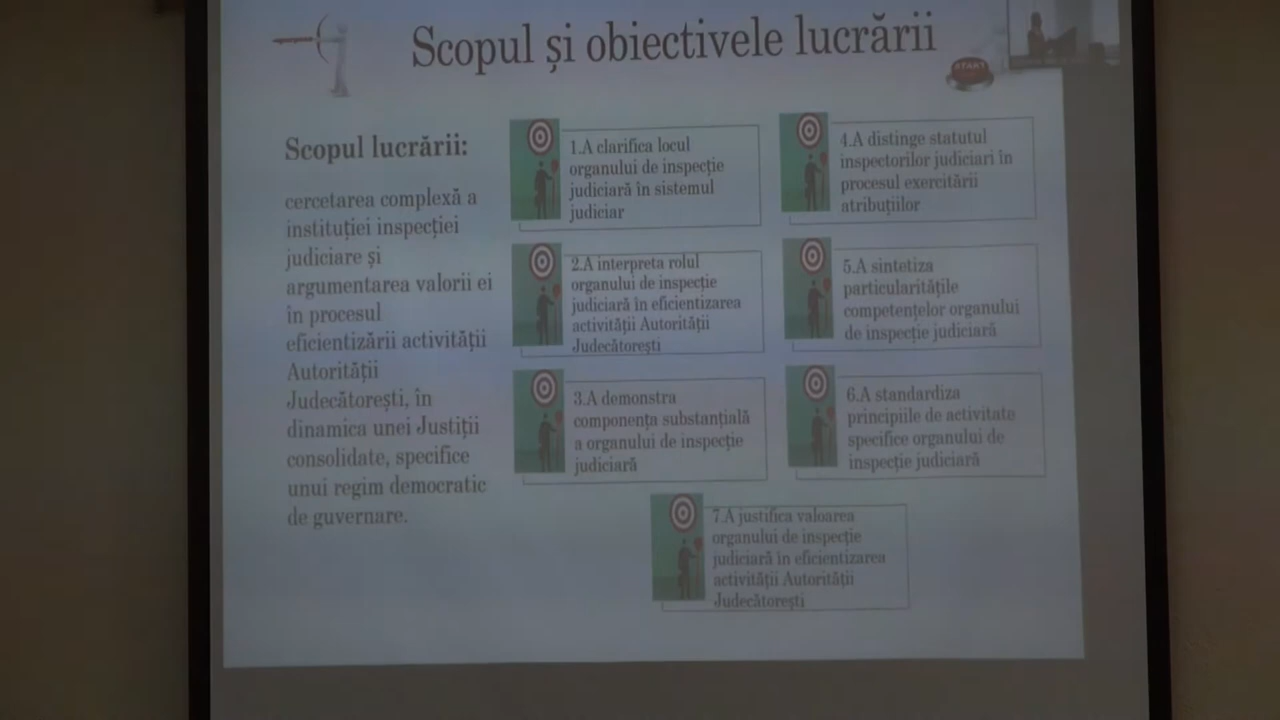 Scopul și obiectivele lucrării
START
Scopul lucrării:
cercetarea complexă a
instituției inspecției
judiciare și
argumentarea valorii ei
în procesul
eficientizării activității
Autorității
Judecătorești, în
dinamica unei Justiții
consolidate, specifice
unui regim democratic
de guvernare.
1.A clarifica locul
organului de inspecție
judiciară în sistemul
judiciar
2.A interpreta rolul
organului de inspecție
judiciară în eficientizarea
activității Autorității
Judecătorești
3.A demonstra
componența substanțială
a organului de inspecție
judiciară
4.A distinge statutul
inspectorilor judiciari în
procesul exercitării
atribuțiilor
5.A sintetiza
particularitățile
competențelor organului
de inspecție judiciară
6.A standardiza
principiile de activitate
specifice organului de
inspecție judiciară
7.A justifica valoarea
organului de inspecție
judiciară în eficientizarea
activității Autorității
Judecătorești